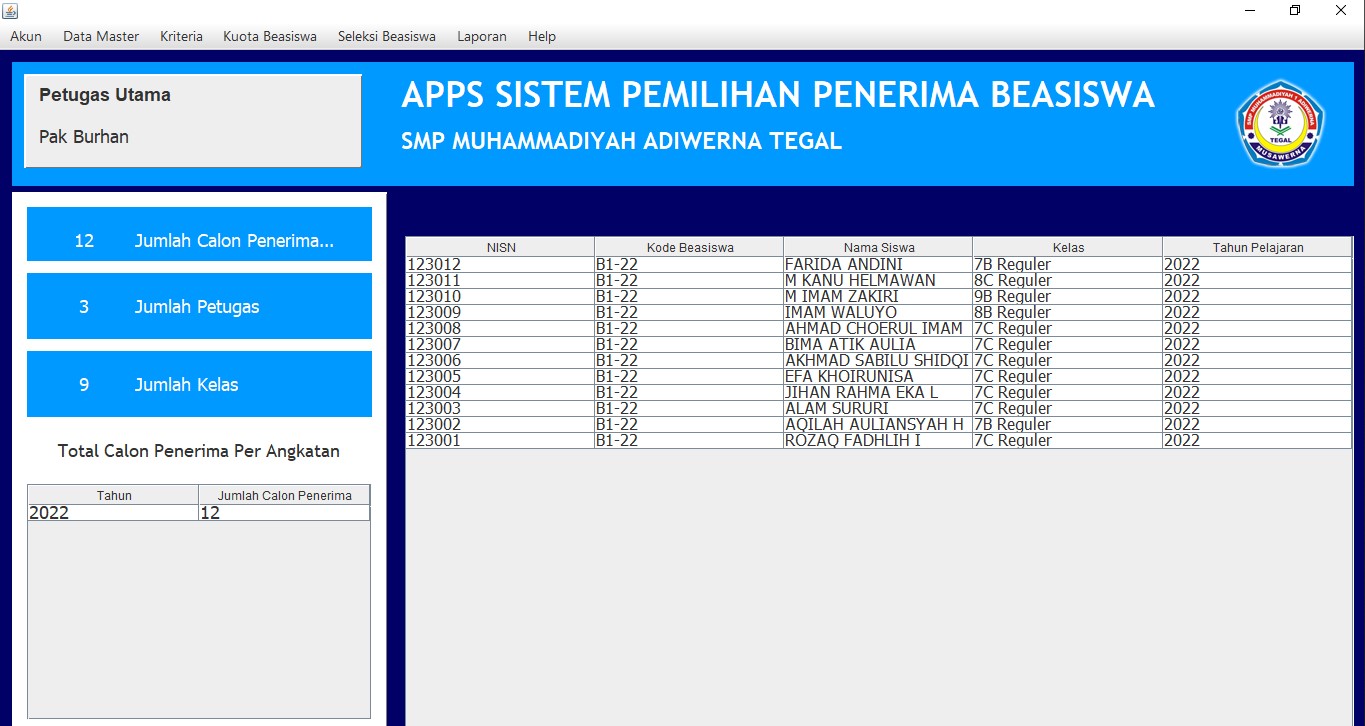 Akun Data Master Kriteria Kuota Beasiswa Seleksi Beasiswa Laporan Help
Petugas Utama
Pak Burhan
APPS SISTEM PEMILIHAN PENERIMA BEASISWA
SMP MUHAMMADIYAH ADIWERNA TEGAL
SMP MUHAMMADIYAH 1 ADIWERNA
TEGAL
MUSAWERNA
12 Jumlah Calon Penerima...
3 Jumlah Petugas
9 Jumlah Kelas
Total Calon Penerima Per Angkatan
Tahun Jumlah Calon Penerima
2022 12
NISN Kode Beasiswa Nama Siswa Kelas Tahun Pelajaran
123012 B1-22 FARIDA ANDINI 7B Reguler 2022
123011 B1-22 M KANU HELMAWAN 8C Reguler 2022
123010 B1-22 M IMAM ZAKIRI 9B Reguler 2022
123009 B1-22 IMAM WALUYO 8B Reguler 2022
123008 B1-22 AHMAD CHOERUL IMAM 7C Reguler 2022
123007 B1-22 BIMA ATIK AULIA 7C Reguler 2022
123006 B1-22 AKHMAD SABILU SHIDQI 7C Reguler 2022
123005 B1-22 EFA KHOIRUNISA 7C Reguler 2022
123004 B1-22 JIHAN RAHMA EKA L 7C Reguler 2022
123003 B1-22 ALAM SURURI 7C Reguler 2022
123002 B1-22 AQILAH AULIANSYAH H 7B Reguler 2022
123001 B1-22 ROZAQ FADHLIH I 7C Reguler 2022